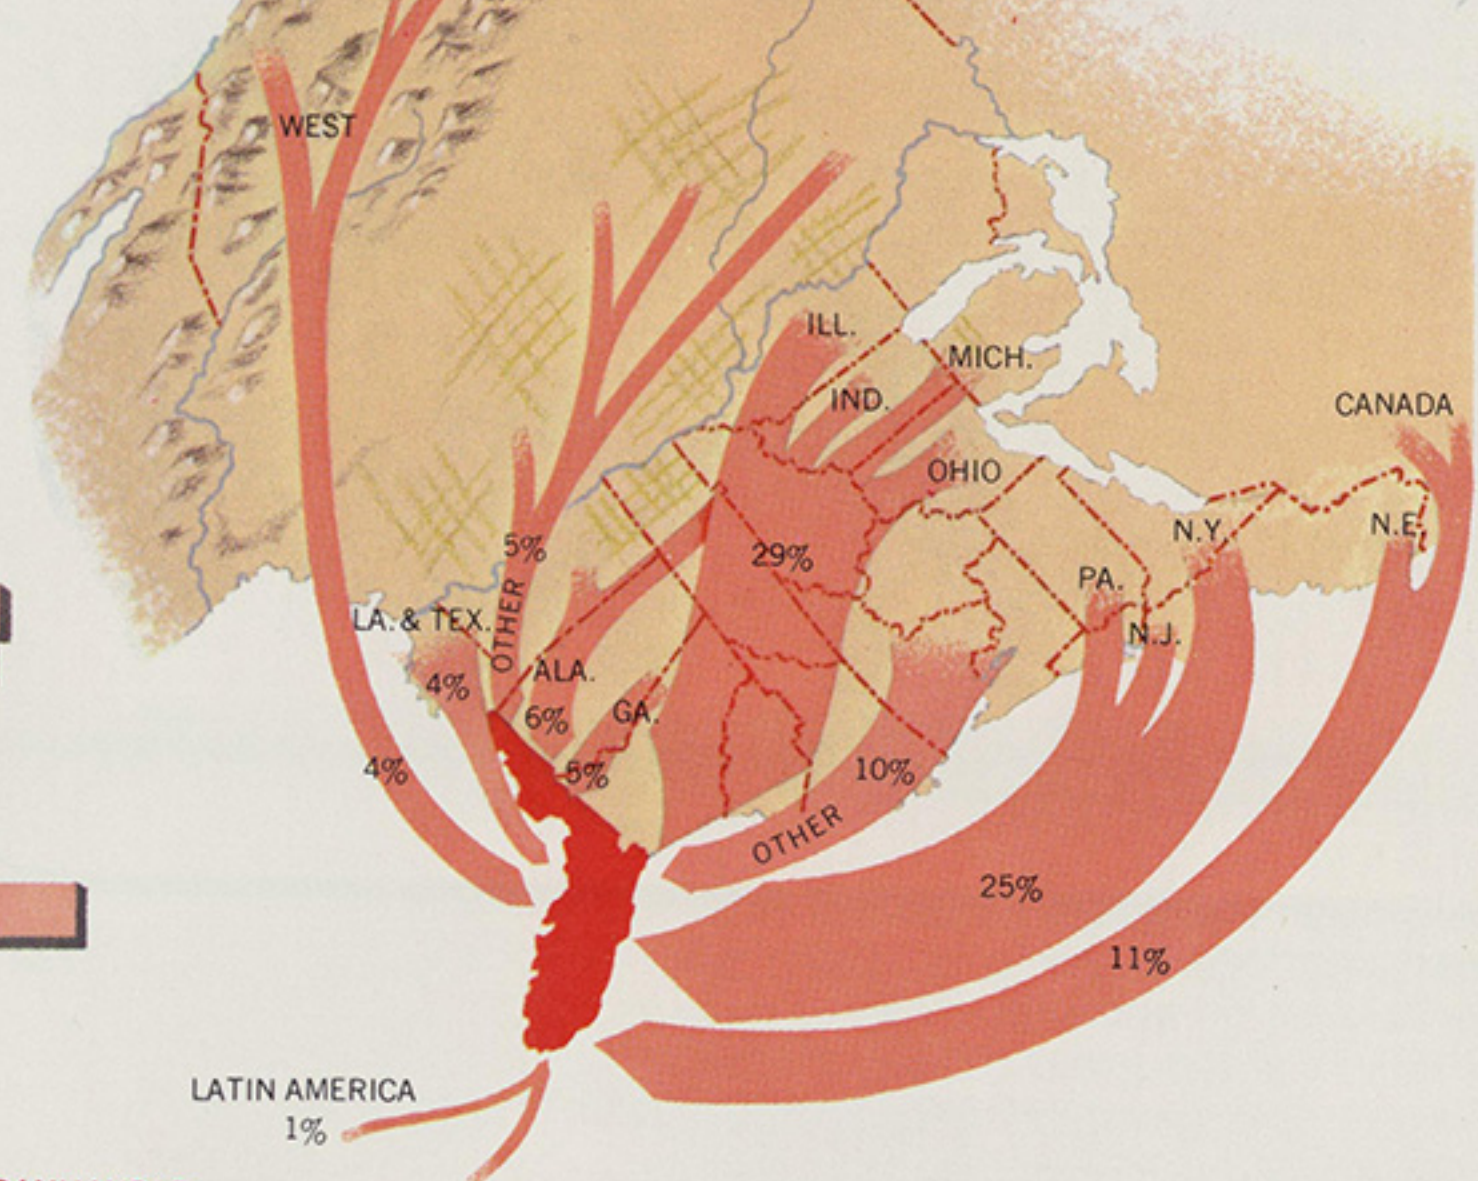 WEST
ILL.
MICH.
IND.
CANADA
OHIO
N.Y.
N.E.
29%
5%
PA.
LA. & TEX.
OTHER
N.J.
ALA.
4%
6%
GA.
4%
5%
10%
OTHER
25%
11%
LATIN AMERICA
1%